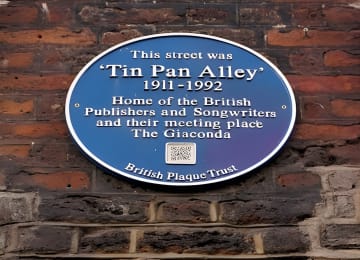 This street was
'Tin Pan Alley'
1911-1992
Home of the British
Publishers and Songwriters
and their meeting place
The Giaconda
British Plaque Trust